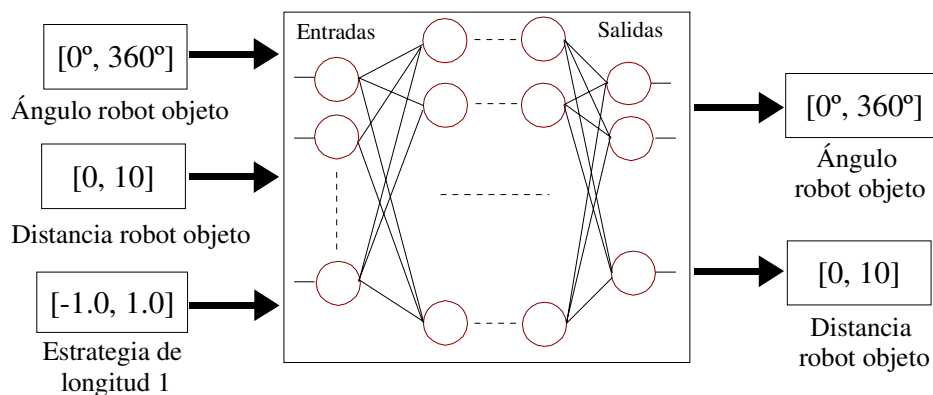 [0º, 360º]
Ángulo robot objeto
[0, 10]
Distancia robot objeto
[-1.0, 1.0]
Estrategia de
longitud 1
Entradas
Salidas
[0º, 360º]
Ángulo
robot objeto
[0, 10]
Distancia
robot objeto